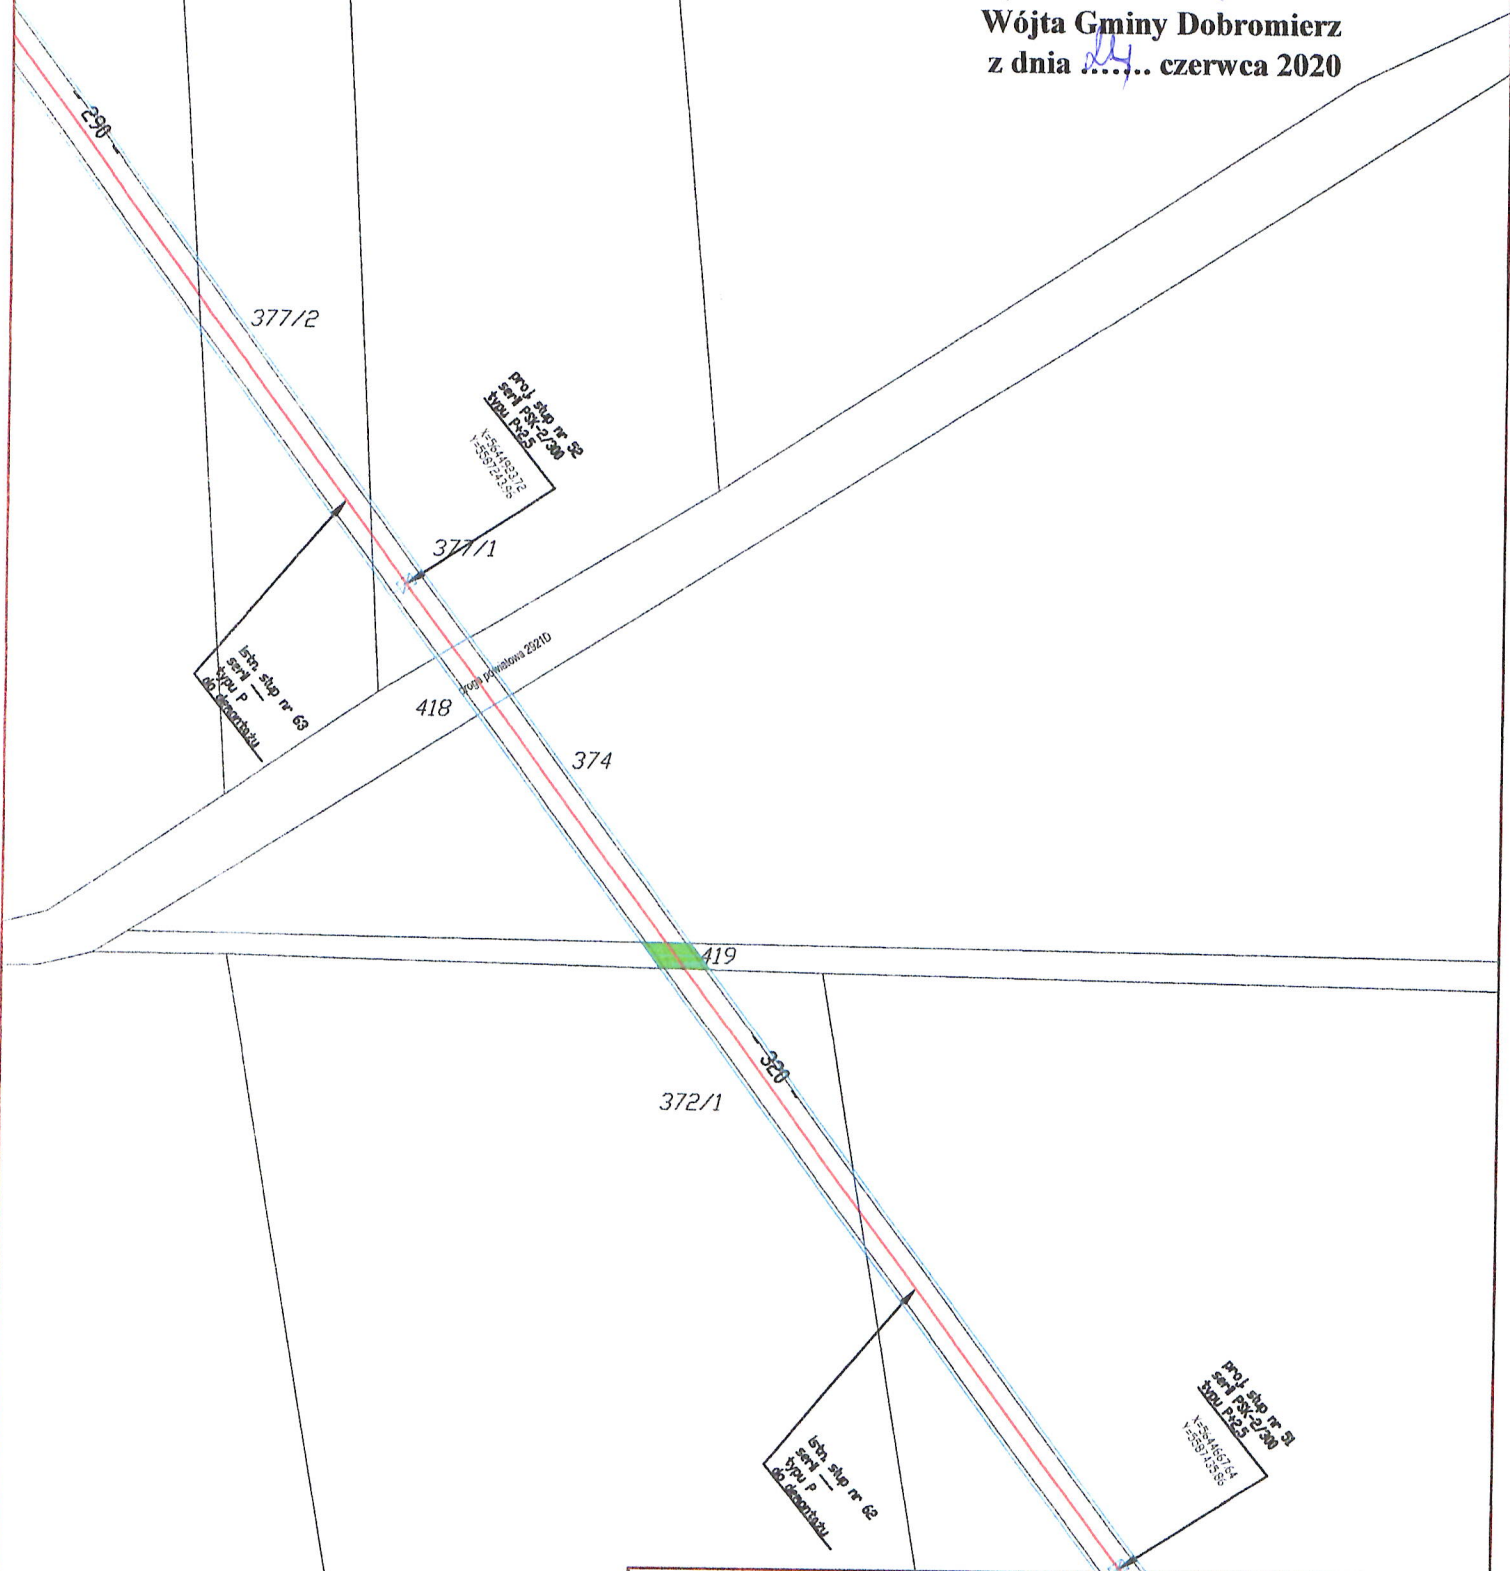 Wójta Gminy Dobromierz
z dnia 24 czerwca 2020
- 290 -
377/2
proj. słup nr 52
serii PSK-2/300
typu P+2,5
377/1
droga powiatowa 2921D
istn. słup nr 63
serii —
typu P
do demontażu
418
374
419
- 320 -
372/1
proj. słup nr 51
serii PSK-2/300
typu P+2,5
istn. słup nr 62
serii —
typu P
do demontażu